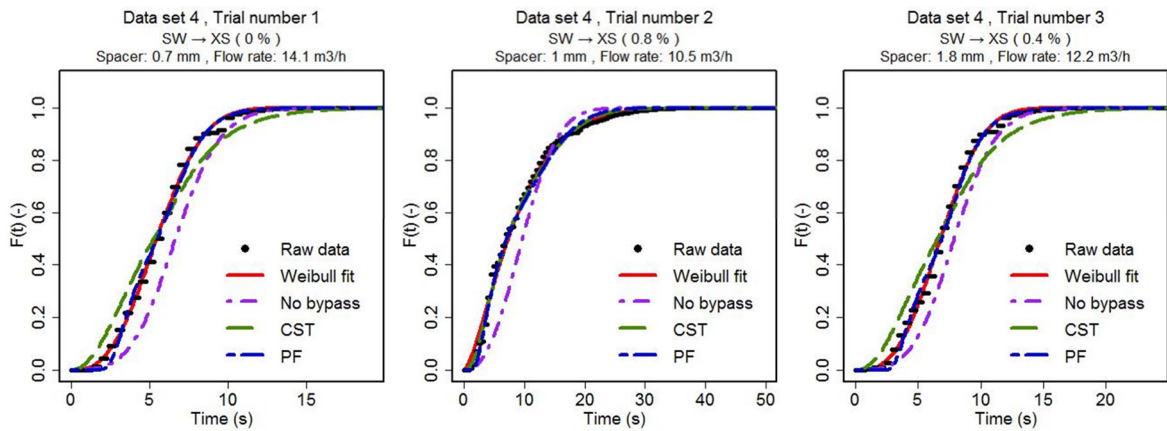 Data set 4 , Trial number 1
SW → XS ( 0 % )
Spacer: 0.7 mm , Flow rate: 14.1 m3/h
F(t) (-)
1.0
0.8
0.6
0.4
0.2
0.0
Raw data
Weibull fit
No bypass
CST
PF
0 5 10 15
Time (s)
Data set 4 , Trial number 2
SW → XS ( 0.8 % )
Spacer: 1 mm , Flow rate: 10.5 m3/h
F(t) (-)
1.0
0.8
0.6
0.4
0.2
0.0
Raw data
Weibull fit
No bypass
CST
PF
0 10 20 30 40 50
Time (s)
Data set 4 , Trial number 3
SW → XS ( 0.4 % )
Spacer: 1.8 mm , Flow rate: 12.2 m3/h
F(t) (-)
1.0
0.8
0.6
0.4
0.2
0.0
Raw data
Weibull fit
No bypass
CST
PF
0 5 10 15 20
Time (s)